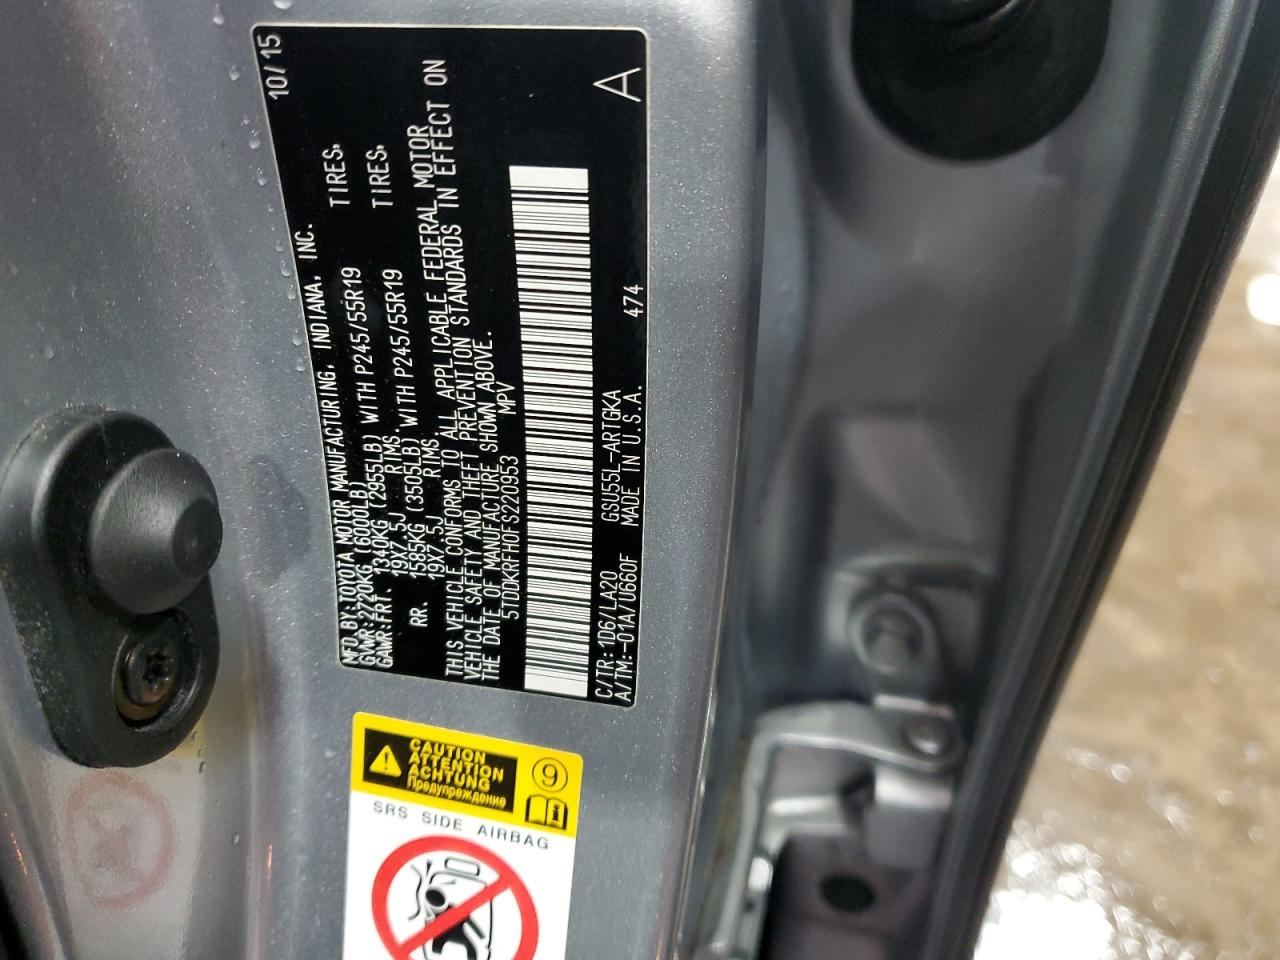 MFD.BY:TOYOTA MOTOR MANUFACTURING, INDIANA, INC. 10/15
GVWR:2720KG(6000LB)
GAWR:FRT. 1340KG(2955LB) WITH P245/55R19 TIRES,
19X7.5J RIMS
RR. 1585KG(3505LB) WITH P245/55R19 TIRES,
19X7.5J RIMS,
THIS VEHICLE CONFORMS TO ALL APPLICABLE FEDERAL MOTOR
VEHICLE SAFETY AND THEFT PREVENTION STANDARDS IN EFFECT ON
THE DATE OF MANUFACTURE SHOWN ABOVE.
5TDDKRFH0FS220953 MPV
C/TR:1D6/LA20 GSU55L-ARTGKA
A/TM:-01A/U660F MADE IN U.S.A. 474 A
CAUTION
ATTENTION
ACHTUNG
Предупреждение
9
i
SRS SIDE AIRBAG